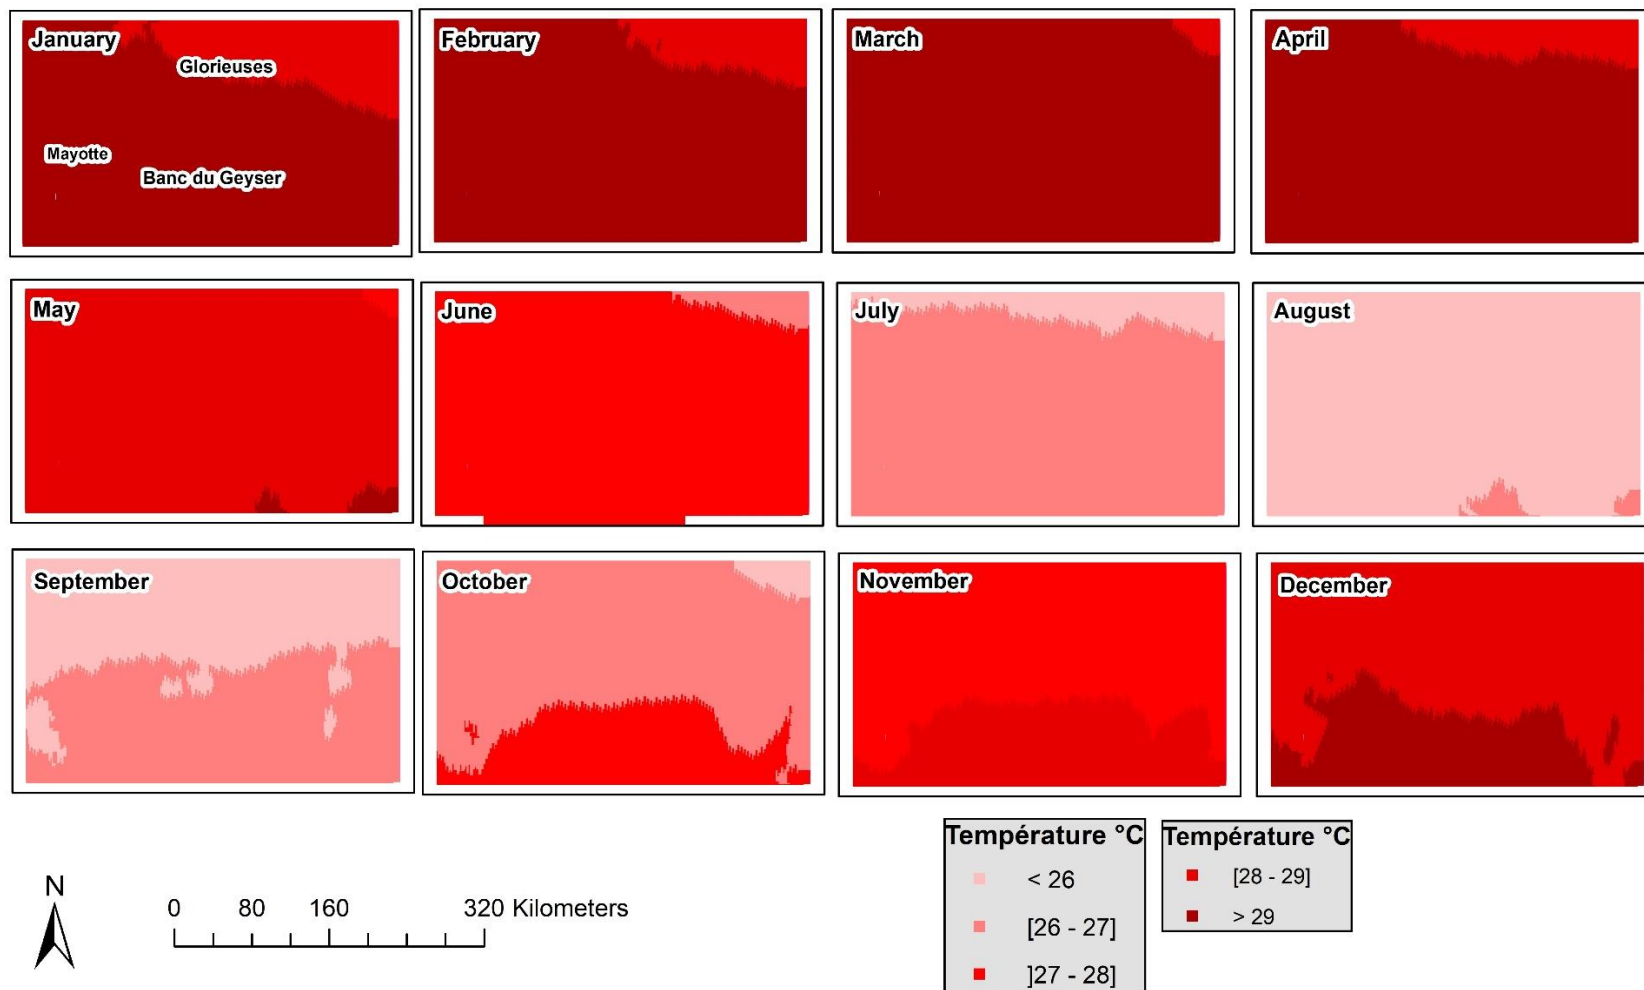 January
February
March
April
Glorieuses
Mayotte
Banc du Geyser
May
June
July
August
September
October
November
December
Température °C
< 26
[26 - 27]
]27 - 28]
Température °C
[28 - 29]
> 29
N
0 80 160 320 Kilometers